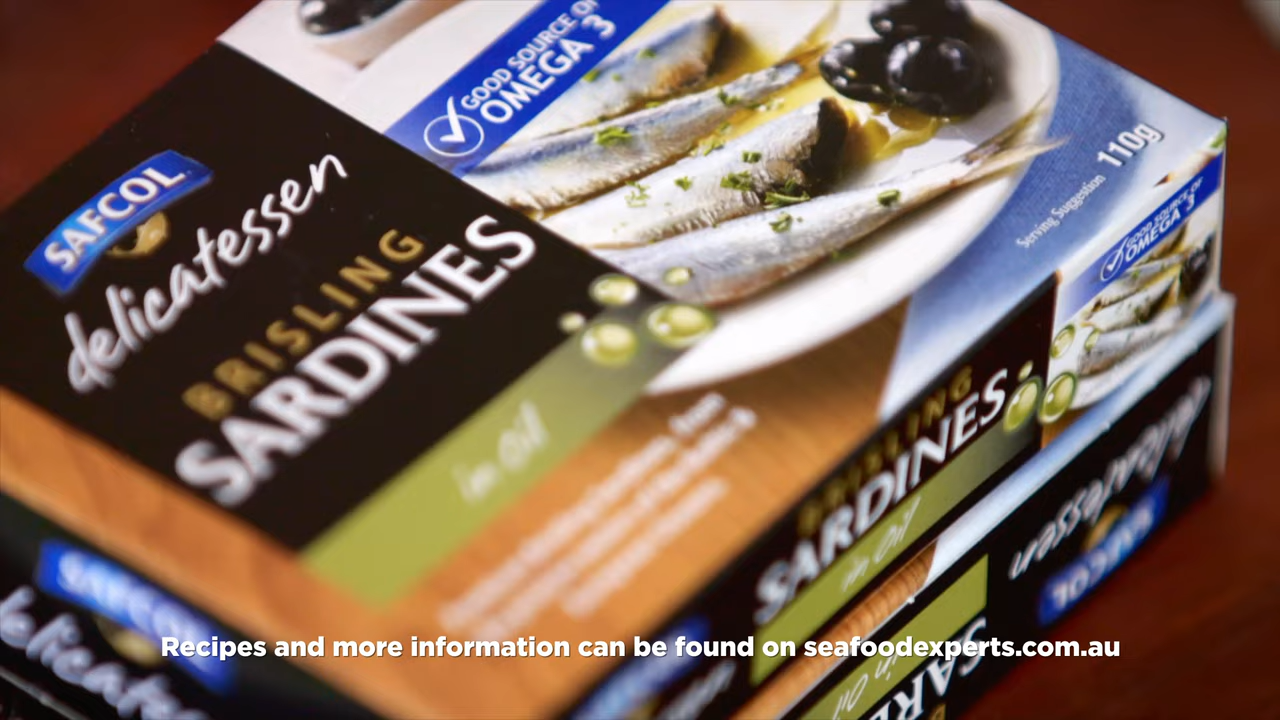 GOOD SOURCE OF
OMEGA 3
SAFCOL
delicatessen
BRISLING
SARDINES
in Oil
110g
Serving Suggestion
GOOD SOURCE OF
OMEGA 3
BRISLING
SARDINES
in Oil
delicatessen
SAFCOL
SAFCOL
delicatessen
in Oil
Recipes and more information can be found on seafoodexperts.com.au